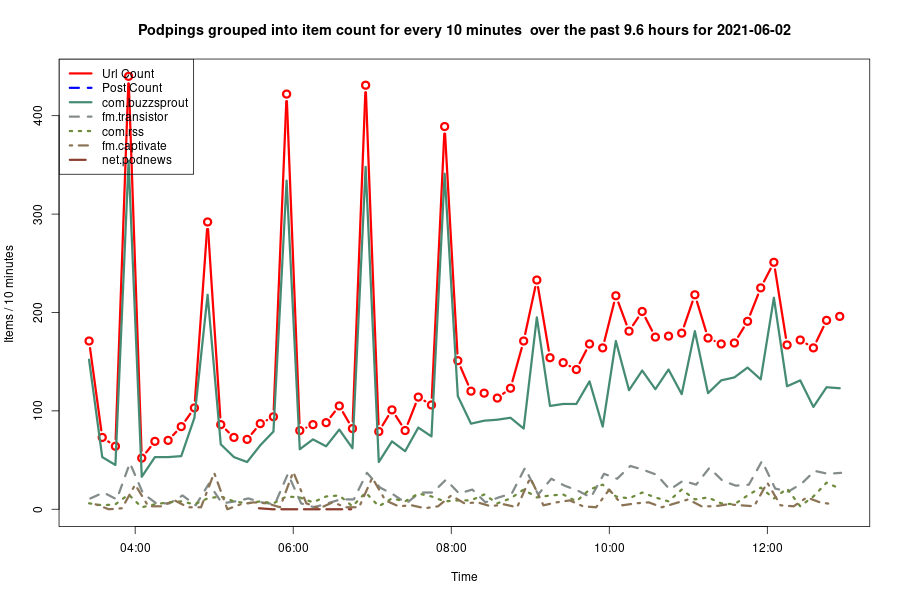 Podpings grouped into item count for every 10 minutes  over the past 9.6 hours for 2021-06-02
Url Count
Post Count
com.buzzsprout
fm.transistor
com.rss
fm.captivate
net.podnews
Items / 10 minutes
400
300
200
100
0
04:00
06:00
08:00
10:00
12:00
Time